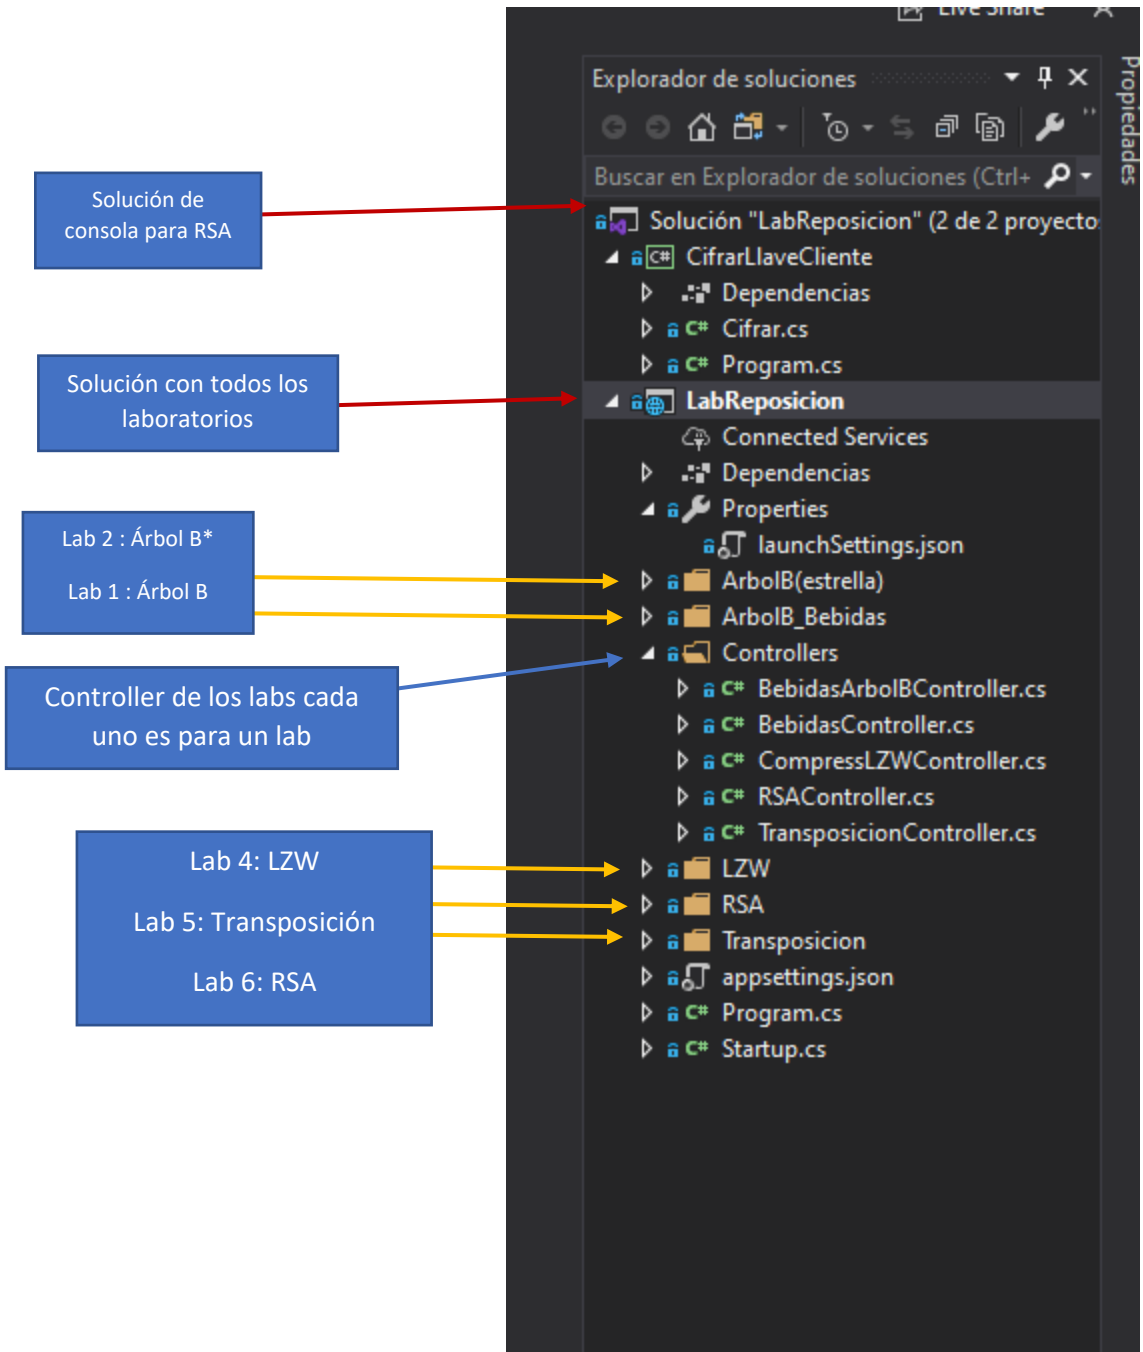 Live Share
Explorador de soluciones
Propiedades
Buscar en Explorador de soluciones (Ctrl+
Solución de
consola para RSA
Solución "LabReposicion" (2 de 2 proyecto
CifrarLlaveCliente
Dependencias
C# Cifrar.cs
C# Program.cs
Solución con todos los
laboratorios
LabReposicion
Connected Services
Dependencias
Properties
launchSettings.json
Lab 2 : Árbol B*
Lab 1 : Árbol B
ArbolB(estrella)
ArbolB_Bebidas
Controller de los labs cada
uno es para un lab
Controllers
C# BebidasArbolBController.cs
C# BebidasController.cs
C# CompressLZWController.cs
C# RSAController.cs
C# TransposicionController.cs
Lab 4: LZW
Lab 5: Transposición
Lab 6: RSA
LZW
RSA
Transposicion
appsettings.json
C# Program.cs
C# Startup.cs